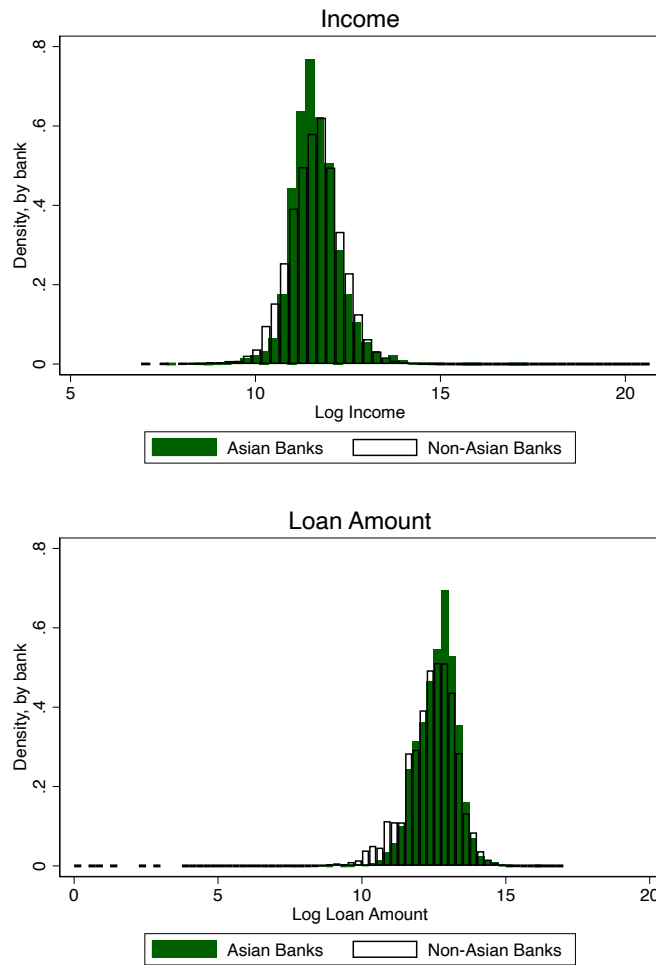 Income
.8
.6
.4
.2
0
Density, by bank
5 10 15 20
Log Income
Asian Banks Non-Asian Banks
Loan Amount
.8
.6
.4
.2
0
Density, by bank
0 5 10 15 20
Log Loan Amount
Asian Banks Non-Asian Banks